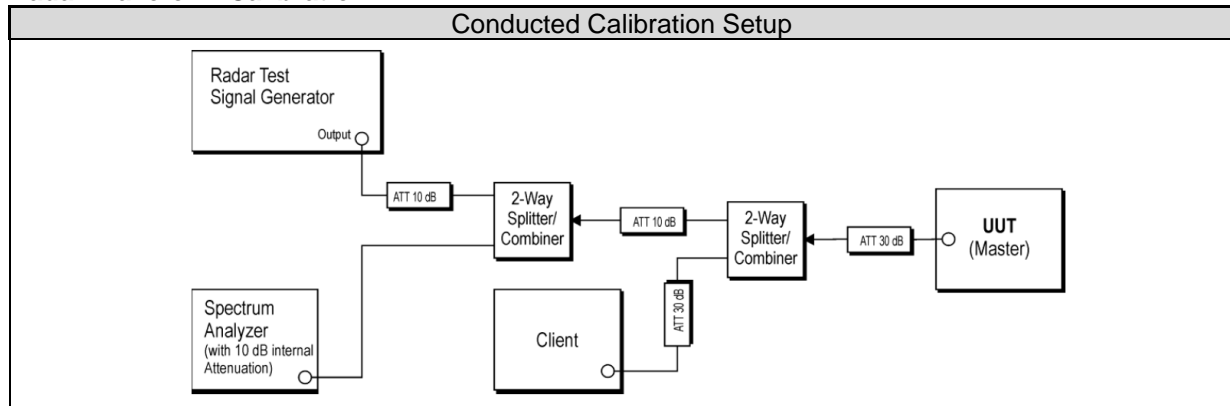 Conducted Calibration Setup
Radar Test
Signal Generator
Output
ATT 10 dB
2-Way
Splitter/
Combiner
ATT 10 dB
2-Way
Splitter/
Combiner
ATT 30 dB
UUT
(Master)
Spectrum
Analyzer
(with 10 dB internal
Attenuation)
Client
ATT 30 dB